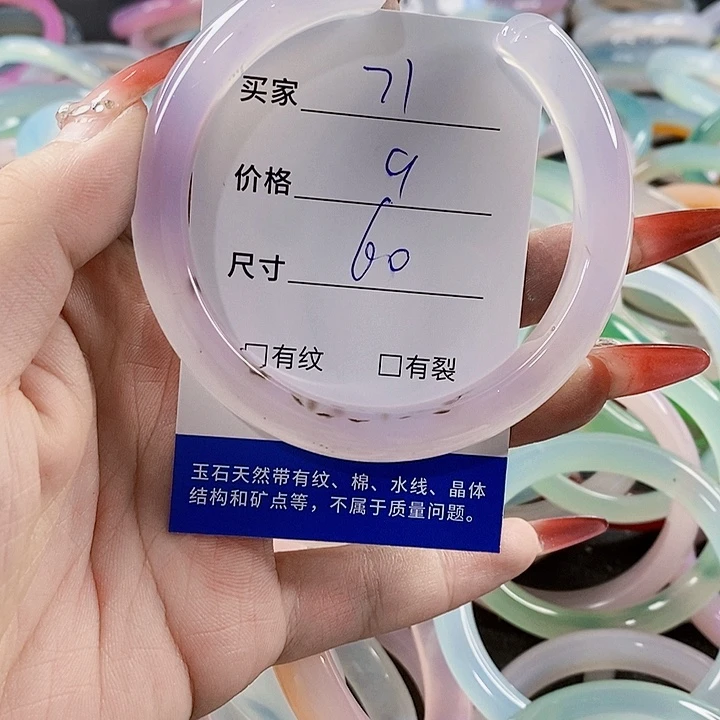 买家 71
价格 9
尺寸 60
□有纹 □有裂
玉石天然带有纹、棉、水线、晶体
结构和矿点等，不属于质量问题。